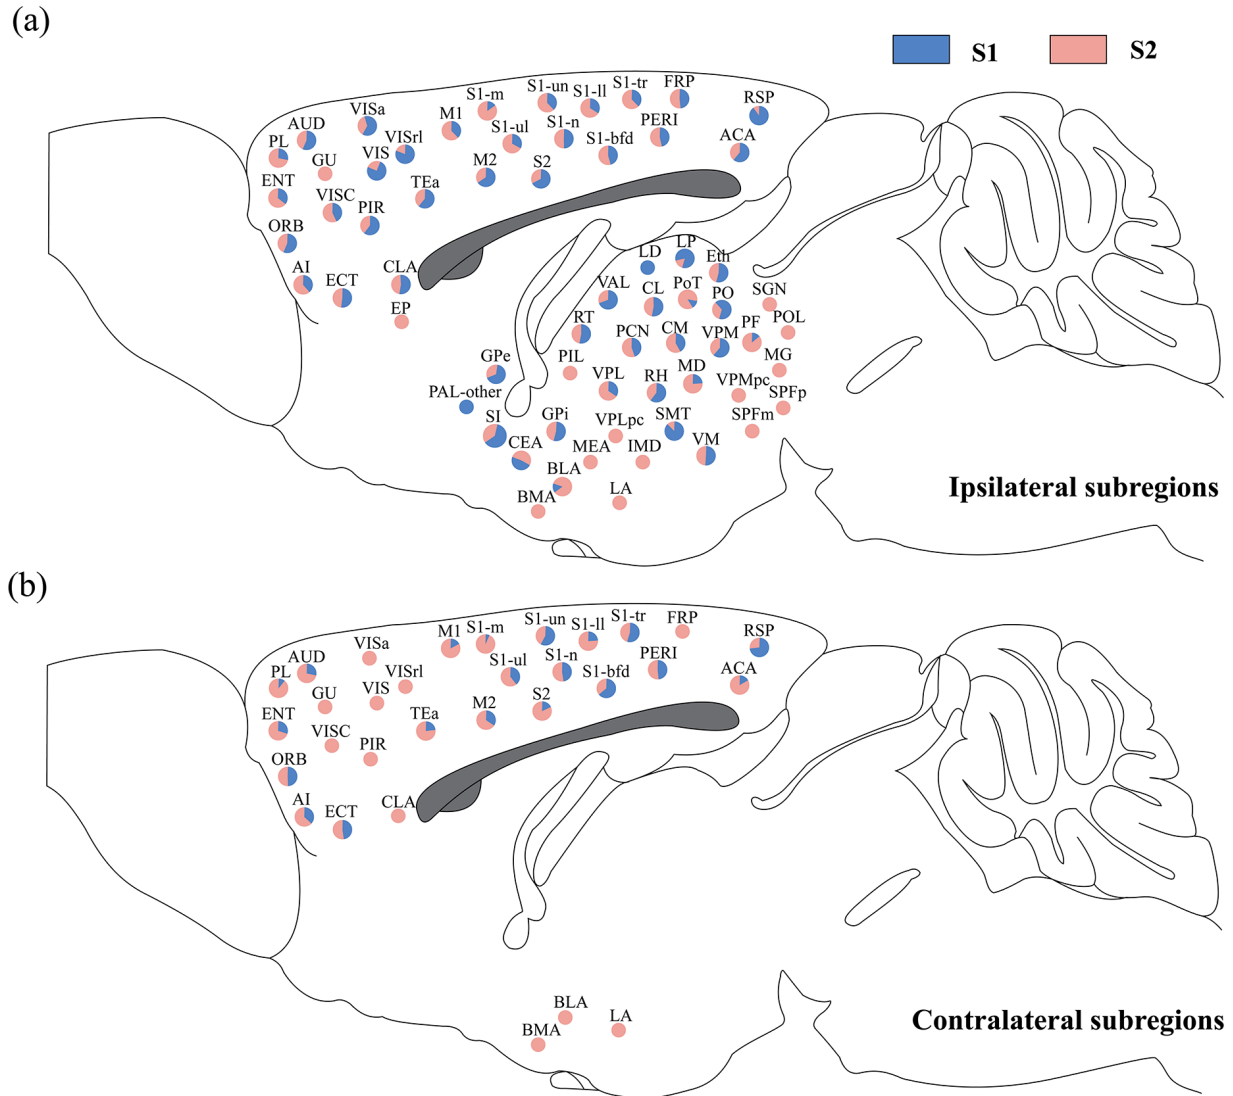 (a)
S1 S2
VISa M1 S1-m S1-un S1-ll S1-tr FRP RSP
AUD VISrl S1-ul S1-n S1-bfd PERI ACA
PL GU VIS M2 S2
ENT VISC PIR TEa
ORB
AI ECT CLA
EP
LD LP Eth
VAL CL PoT PO SGN
RT PCN CM VPM PF POL
GPe PIL MG
PAL-other VPL RH MD VPMpc SPFp
SI GPi VPLpc SMT SPFm
CEA MEA IMD VM
BLA
BMA LA
Ipsilateral subregions
(b)
VISa M1 S1-m S1-un S1-ll S1-tr FRP RSP
AUD VISrl S1-ul S1-n S1-bfd PERI ACA
PL GU VIS M2 S2
ENT VISC PIR TEa
ORB
AI ECT CLA
BLA
BMA LA
Contralateral subregions